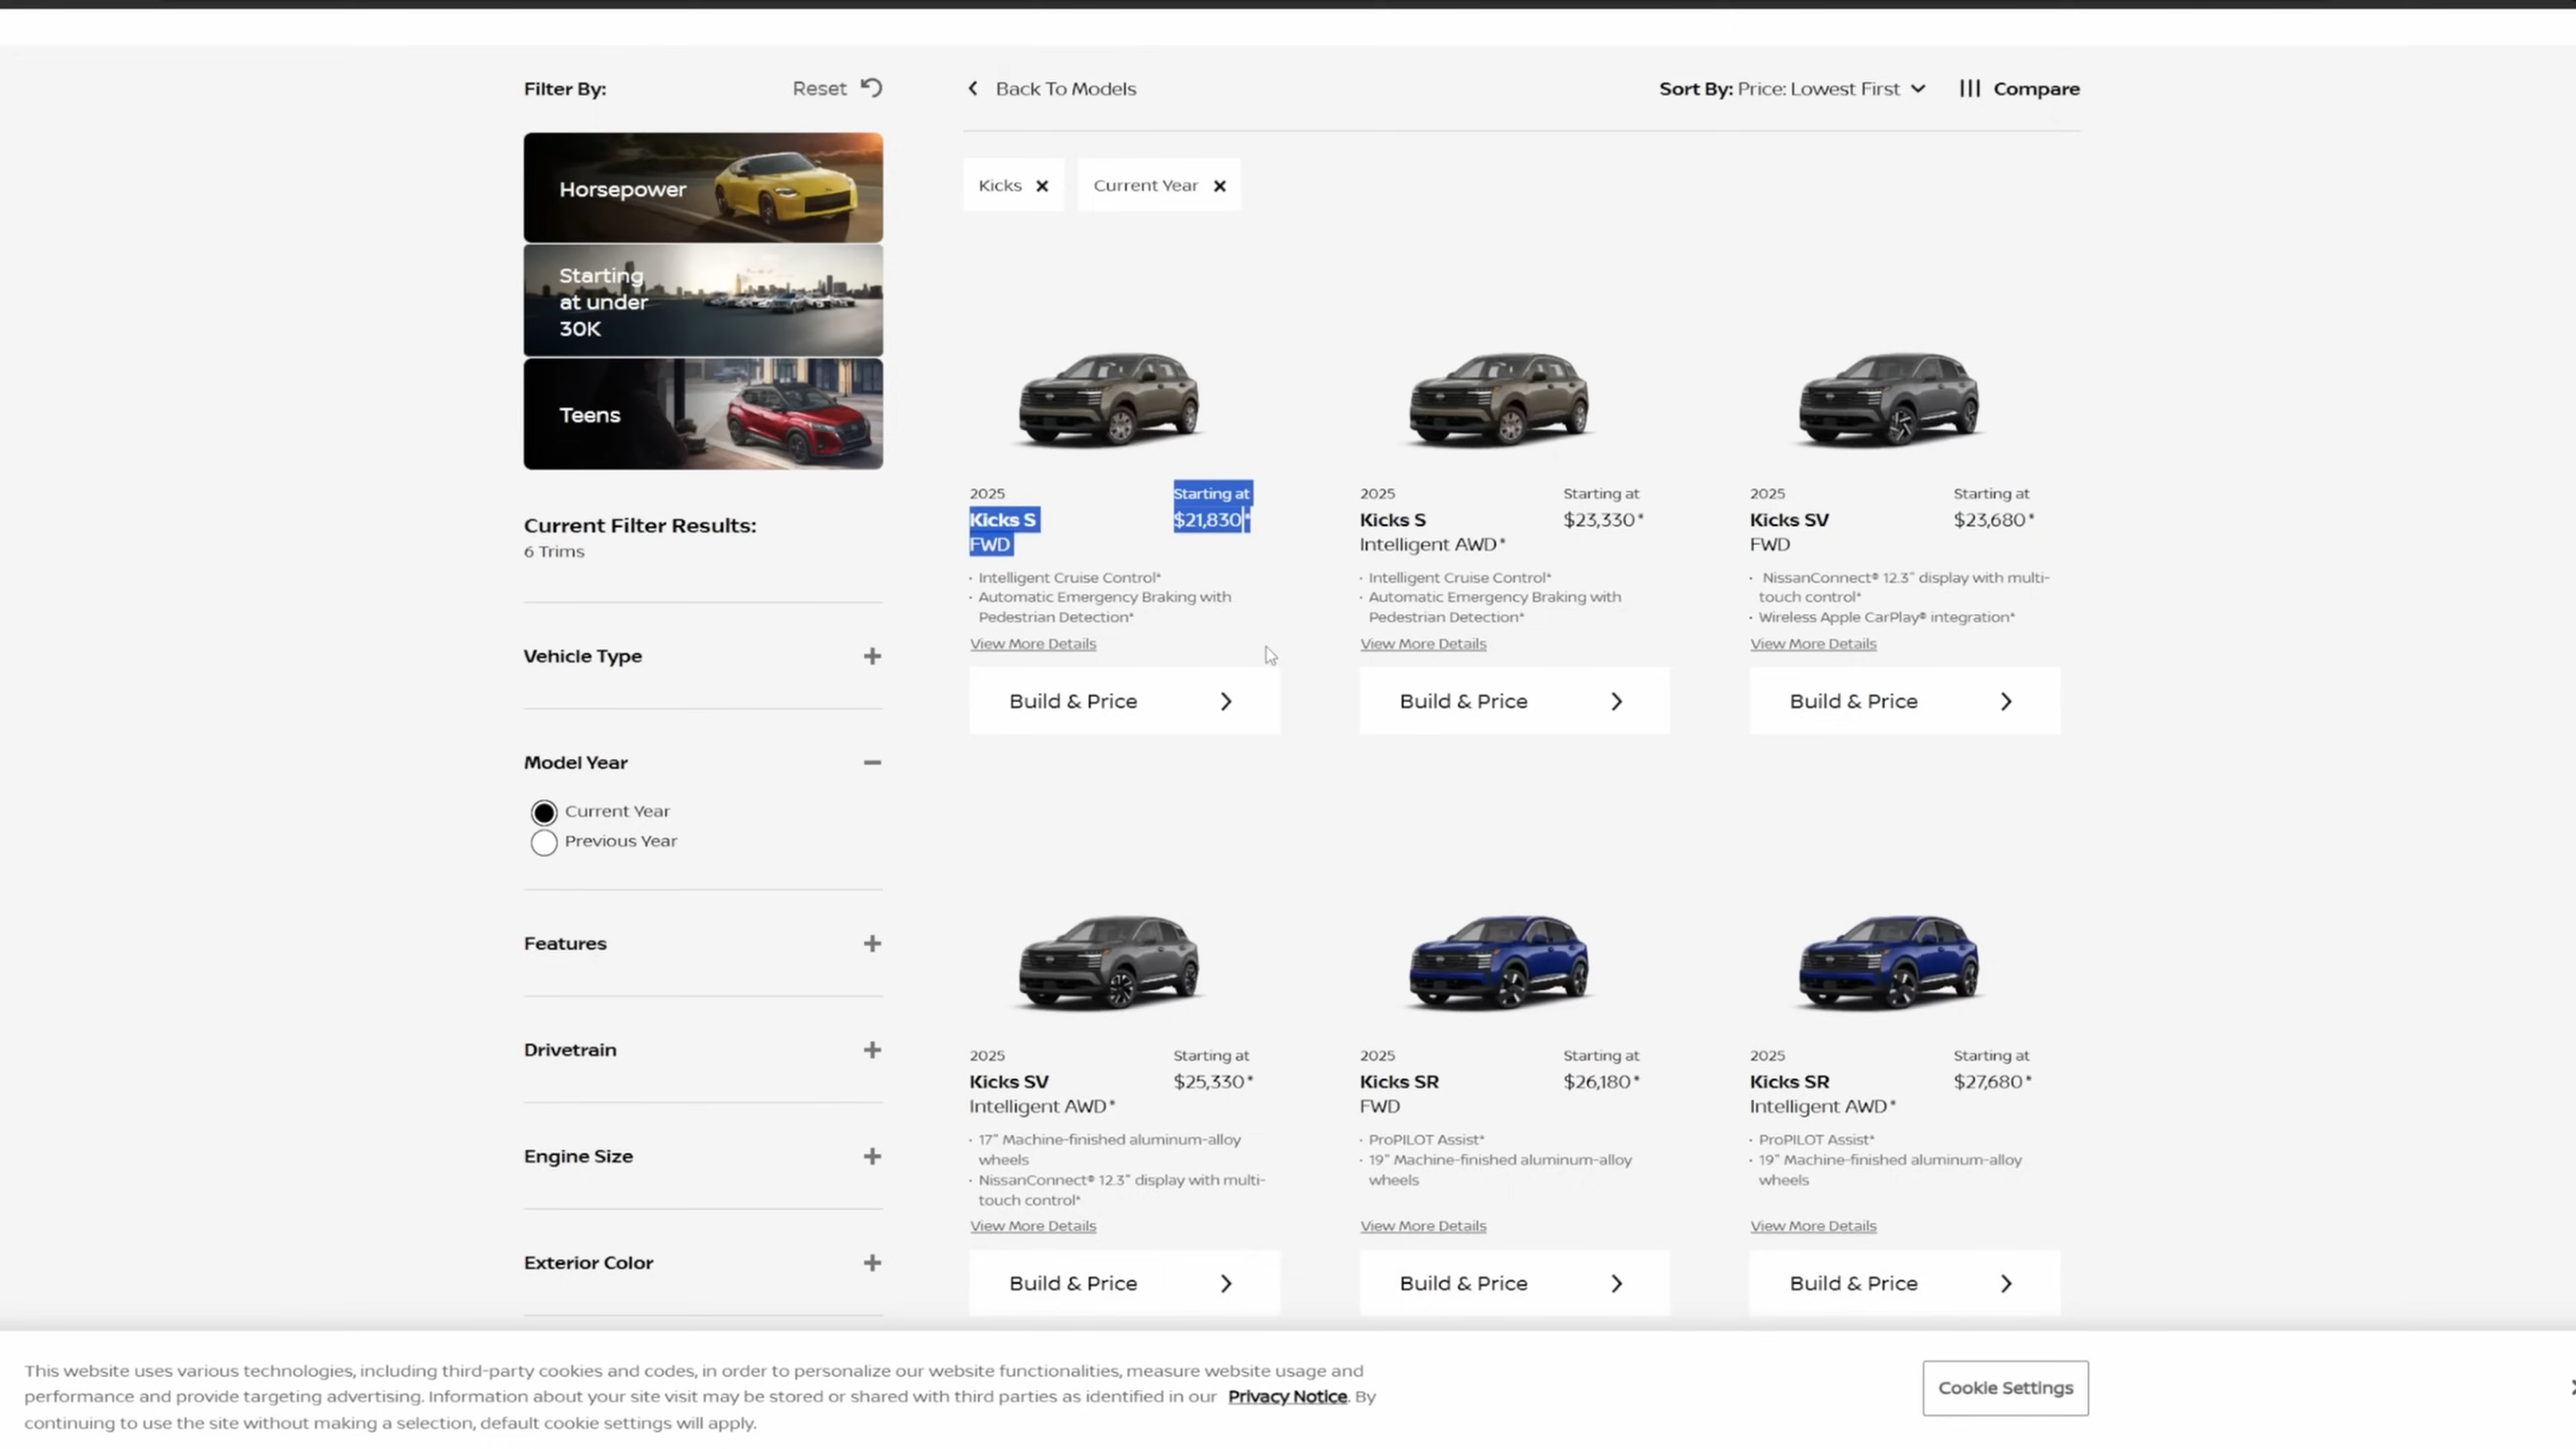 Filter By:
Reset
Horsepower
Starting
at under
30K
Teens
Current Filter Results:
6 Trims
Vehicle Type
Model Year
Current Year
Previous Year
Features
Drivetrain
Engine Size
Exterior Color
Back To Models
Sort By: Price: Lowest First
Compare
Kicks
Current Year
2025
Kicks S
FWD
Starting at
$21,830*
· Intelligent Cruise Control*
· Automatic Emergency Braking with
Pedestrian Detection*
View More Details
Build & Price
2025
Kicks S
Intelligent AWD*
Starting at
$23,330*
· Intelligent Cruise Control*
· Automatic Emergency Braking with
Pedestrian Detection*
View More Details
Build & Price
2025
Kicks SV
FWD
Starting at
$23,680*
· NissanConnect® 12.3" display with multi-
touch control*
· Wireless Apple CarPlay® integration*
View More Details
Build & Price
2025
Kicks SV
Intelligent AWD*
Starting at
$25,330*
· 17" Machine-finished aluminum-alloy
wheels
· NissanConnect® 12.3" display with multi-
touch control*
View More Details
Build & Price
2025
Kicks SR
FWD
Starting at
$26,180*
· ProPILOT Assist*
· 19" Machine-finished aluminum-alloy
wheels
View More Details
Build & Price
2025
Kicks SR
Intelligent AWD*
Starting at
$27,680*
· ProPILOT Assist*
· 19" Machine-finished aluminum-alloy
wheels
View More Details
Build & Price
This website uses various technologies, including third-party cookies and codes, in order to personalize our website functionalities, measure website usage and
performance and provide targeting advertising. Information about your site visit may be stored or shared with third parties as identified in our Privacy Notice. By
continuing to use the site without making a selection, default cookie settings will apply.
Cookie Settings